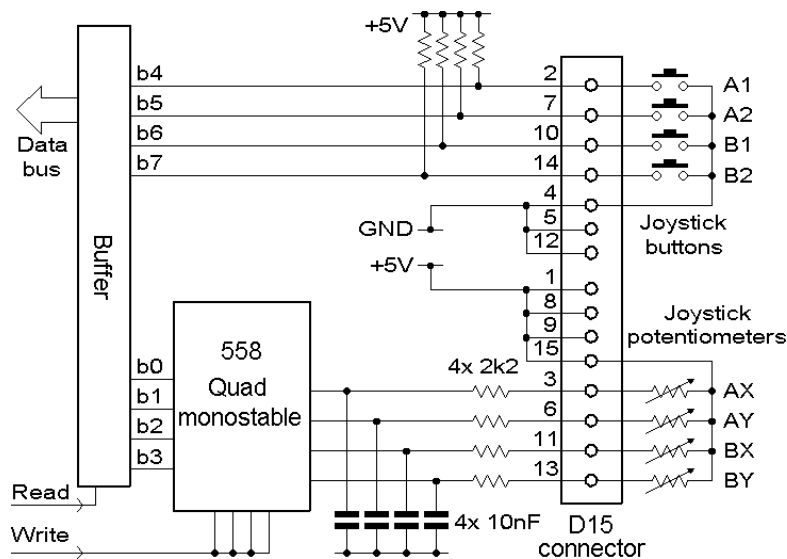 +5V
b4
b5
b6
b7
Data
bus
Buffer
2
7
10
14
4
5
12
1
8
9
15
3
6
11
13
A1
A2
B1
B2
GND
+5V
Joystick
buttons
Joystick
potentiometers
558
Quad
monostable
b0
b1
b2
b3
4x 2k2
AX
AY
BX
BY
Read
Write
4x 10nF
D15
connector